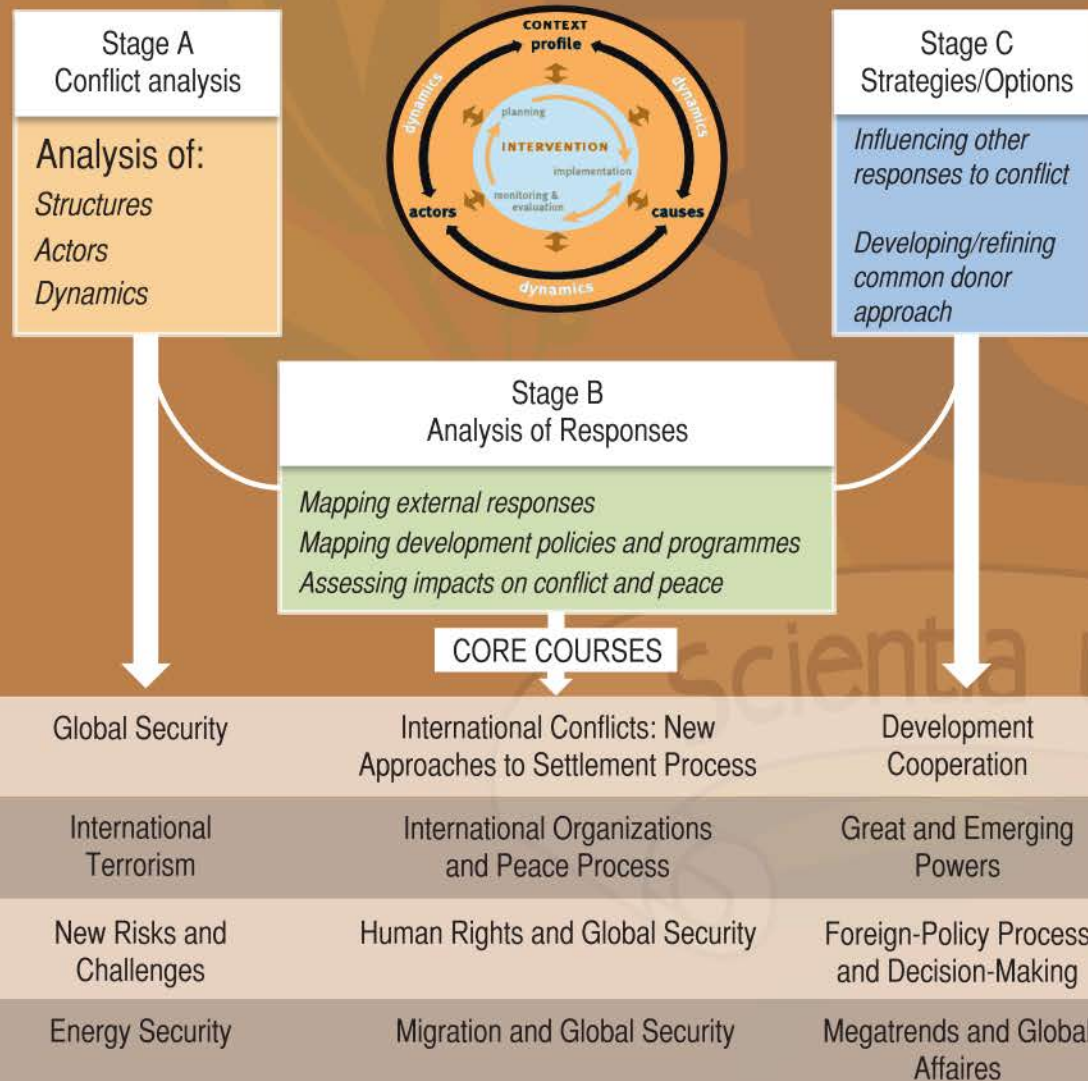 Stage A
Conflict analysis
Analysis of:
Structures
Actors
Dynamics
CONTEXT
profile
dynamics
dynamics
planning
INTERVENTION
implementation
monitoring &
evaluation
actors
causes
dynamics
Stage C
Strategies/Options
Influencing other
responses to conflict
Developing/refining
common donor
approach
Stage B
Analysis of Responses
Mapping external responses
Mapping development policies and programmes
Assessing impacts on conflict and peace
CORE COURSES
Scientia
Global Security
International Conflicts: New
Approaches to Settlement Process
Development
Cooperation
International
Terrorism
International Organizations
and Peace Process
Great and Emerging
Powers
New Risks and
Challenges
Human Rights and Global Security
Foreign-Policy Process
and Decision-Making
Energy Security
Migration and Global Security
Megatrends and Global
Affaires